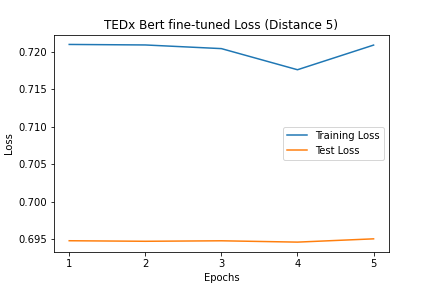 TEDx Bert fine-tuned Loss (Distance 5)
0.720
0.715
0.710
0.705
0.700
0.695
Loss
Training Loss
Test Loss
1 2 3 4 5
Epochs